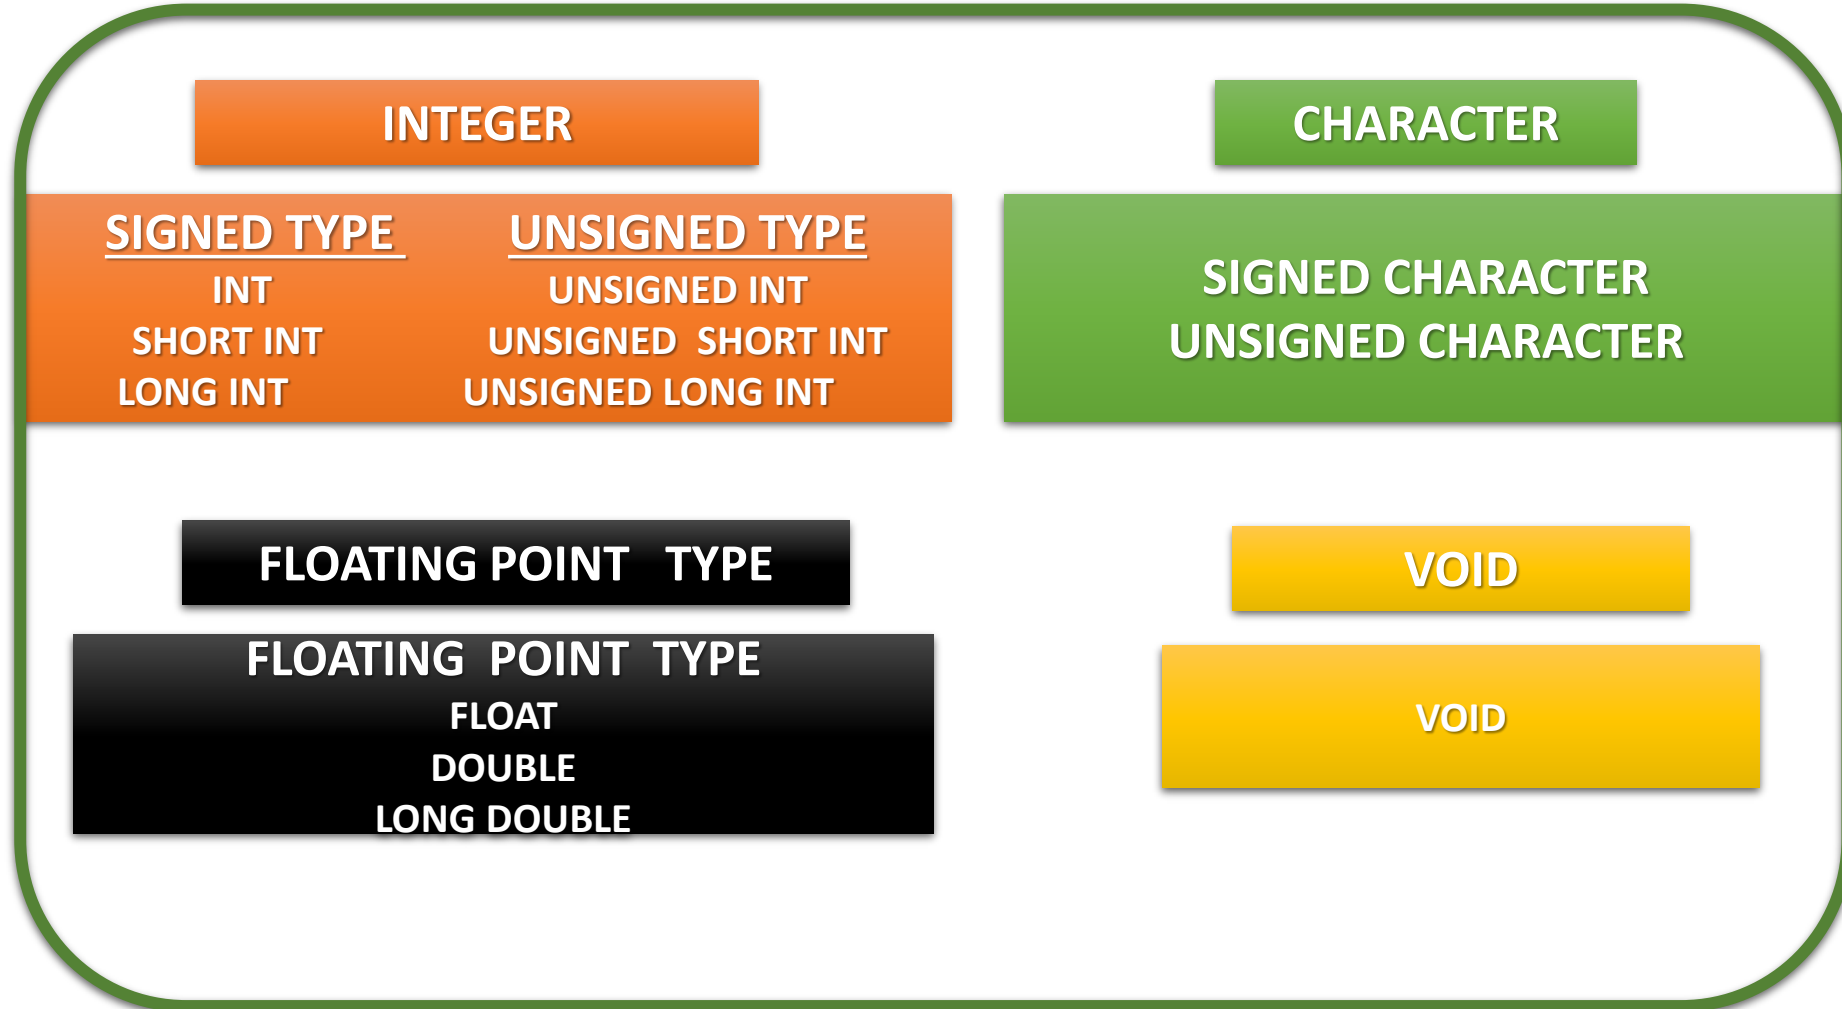 INTEGER
SIGNED TYPE UNSIGNED TYPE
INT UNSIGNED INT
SHORT INT UNSIGNED SHORT INT
LONG INT UNSIGNED LONG INT
CHARACTER
SIGNED CHARACTER
UNSIGNED CHARACTER
FLOATING POINT TYPE
FLOATING POINT TYPE
FLOAT
DOUBLE
LONG DOUBLE
VOID
VOID